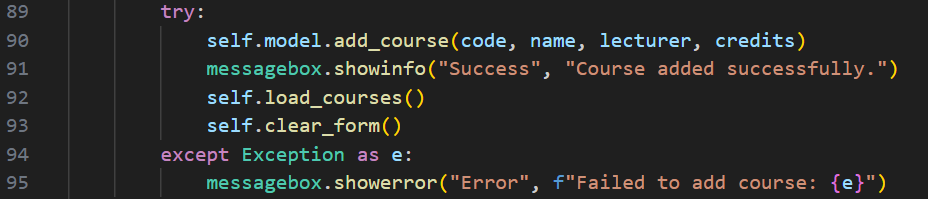 89 try:
90 self.model.add_course(code, name, lecturer, credits)
91 messagebox.showinfo("Success", "Course added successfully.")
92 self.load_courses()
93 self.clear_form()
94 except Exception as e:
95 messagebox.showerror("Error", f"Failed to add course: {e}")